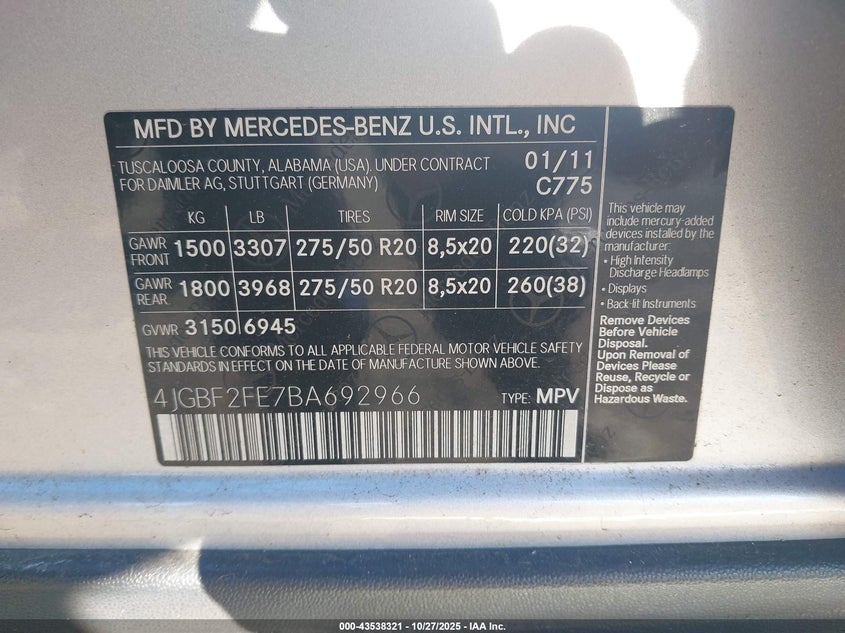 MFD BY MERCEDES-BENZ U.S. INTL., INC
TUSCALOOSA COUNTY, ALABAMA (USA). UNDER CONTRACT
FOR DAIMLER AG, STUTTGART (GERMANY)
01/11
C775
KG LB TIRES RIM SIZE COLD KPA (PSI)
GAWR FRONT 1500 3307 275/50 R20 8,5x20 220(32)
GAWR REAR 1800 3968 275/50 R20 8,5x20 260(38)
GVWR 3150 6945
THIS VEHICLE CONFORMS TO ALL APPLICABLE FEDERAL MOTOR VEHICLE SAFETY
STANDARDS IN EFFECT ON THE DATE OF MANUFACTURE SHOWN ABOVE.
4JGBF2FE7BA692966 TYPE: MPV
This vehicle may
include mercury-added
devices installed by the
manufacturer:
• High Intensity
Discharge Headlamps
• Displays
• Back-lit Instruments
Remove Devices
Before Vehicle
Disposal.
Upon Removal of
Devices Please
Reuse, Recycle or
Dispose as
Hazardous Waste.
000-43538321 - 10/27/2025 - IAA Inc.